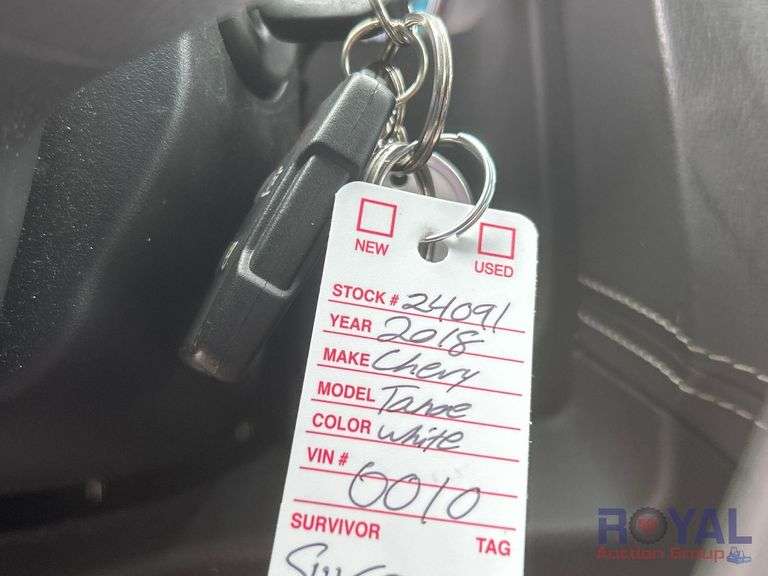 NEW
USED
STOCK # 24091
YEAR 2018
MAKE Chevy
MODEL Tahoe
COLOR white
VIN #
0010
SURVIVOR TAG
ROYAL
Auction Group